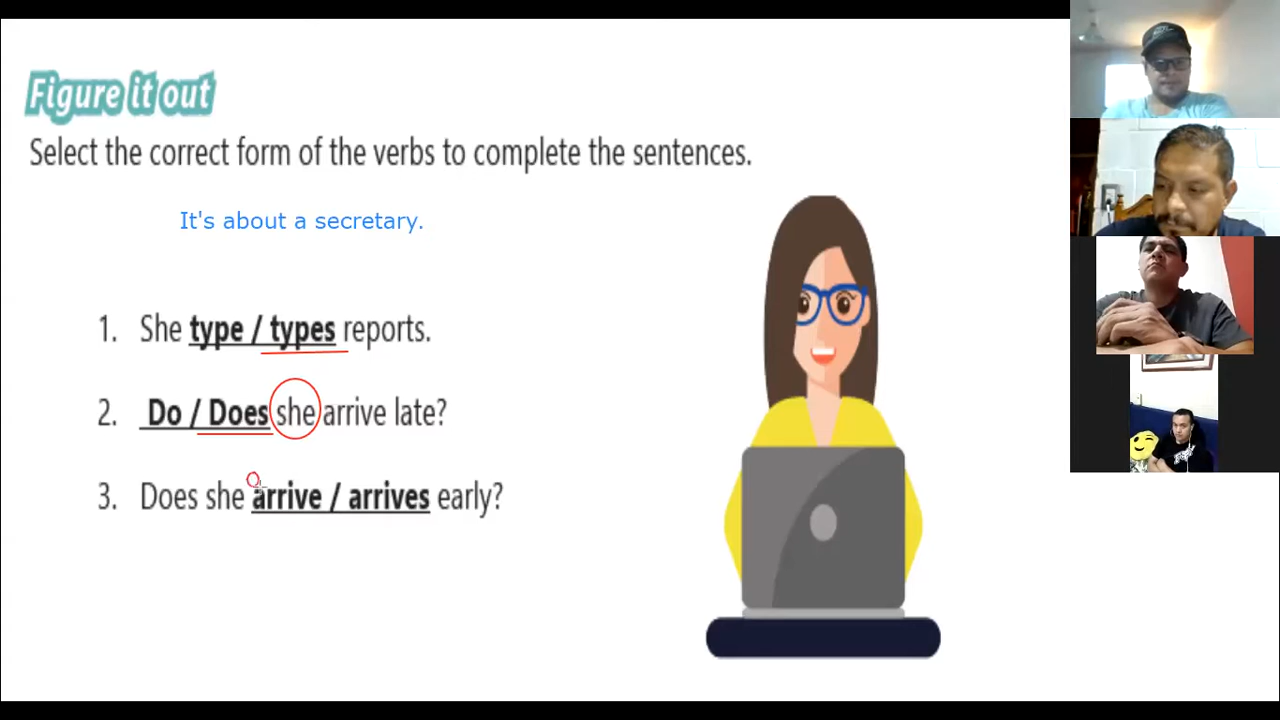 Figure it out
Select the correct form of the verbs to complete the sentences.
It's about a secretary.
1. She type / types reports.
2. Do / Does she arrive late?
3. Does she arrive / arrives early?